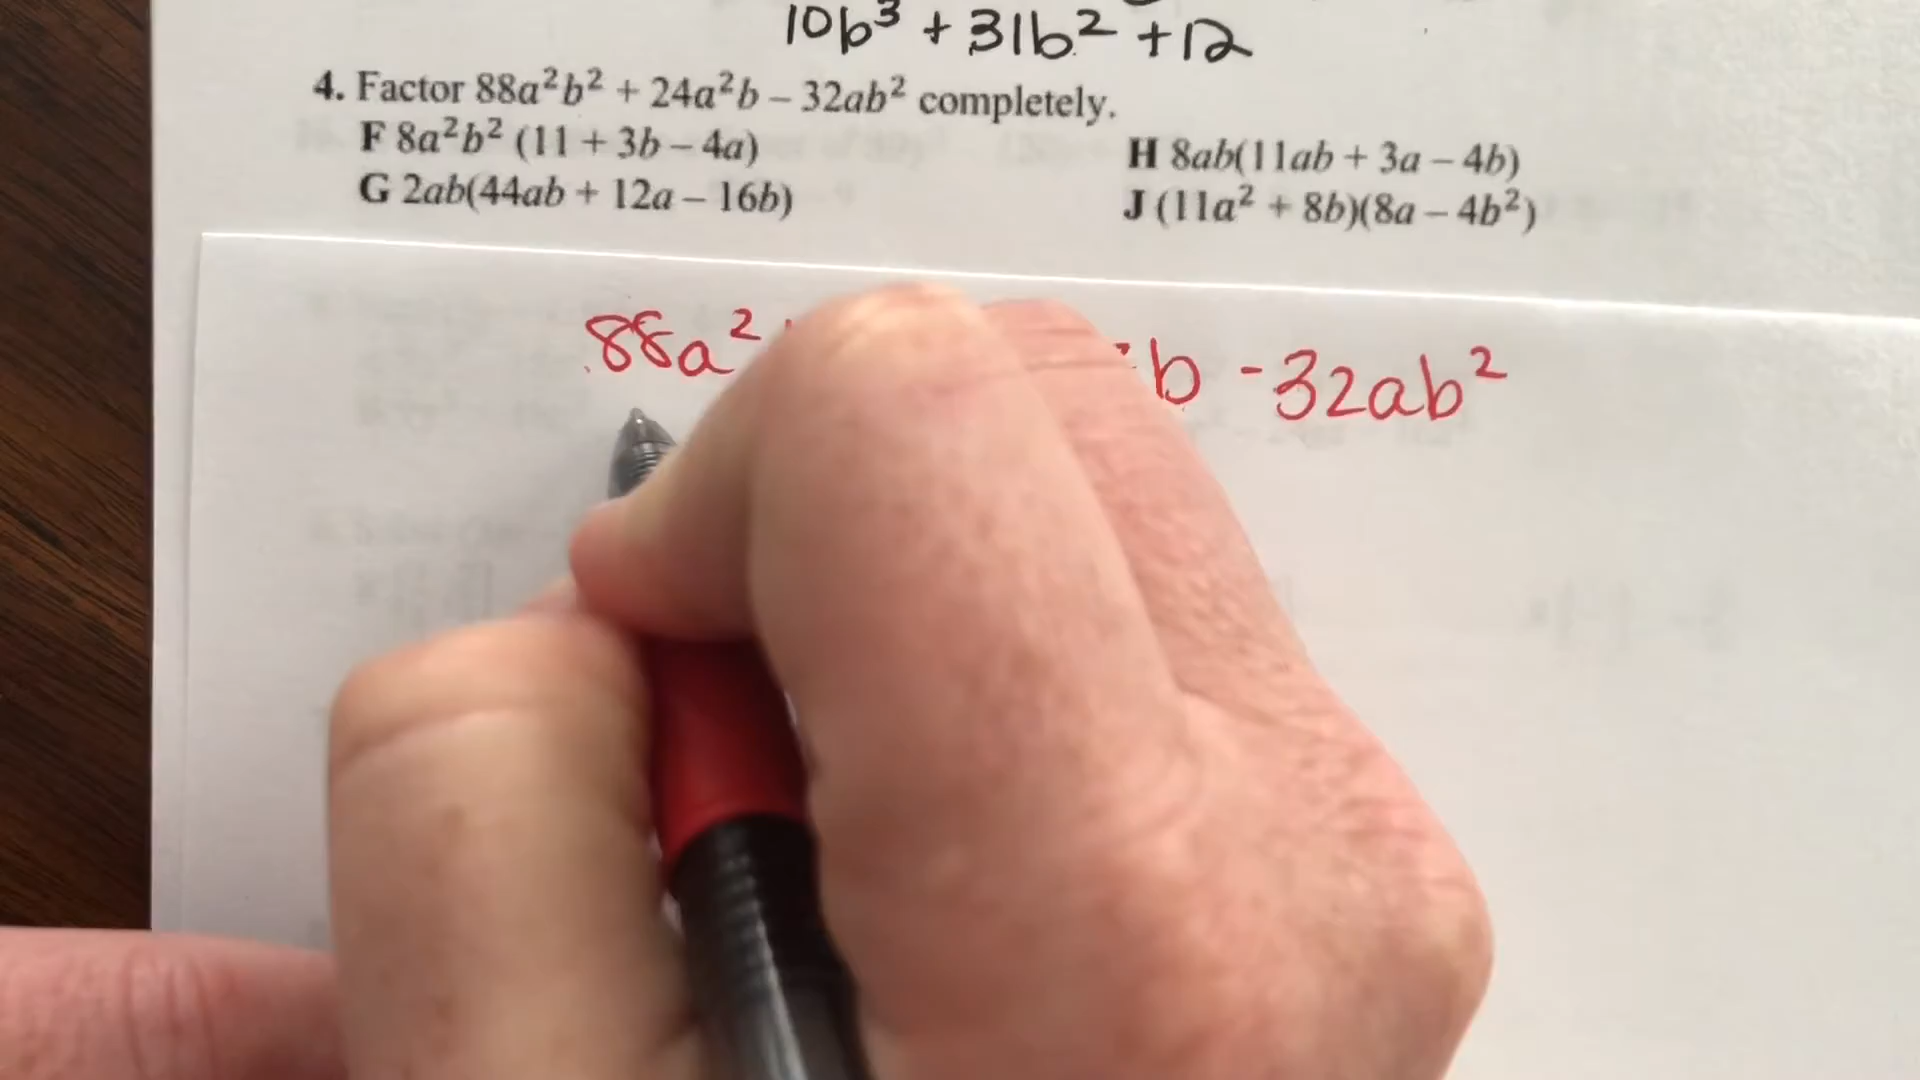 10b³ + 31b² + 12
4. Factor 88a²b² + 24a²b – 32ab² completely.
F 8a²b² (11 + 3b – 4a)
H 8ab(11ab + 3a – 4b)
G 2ab(44ab + 12a – 16b)
J (11a² + 8b)(8a – 4b²)
88a² b -32ab²